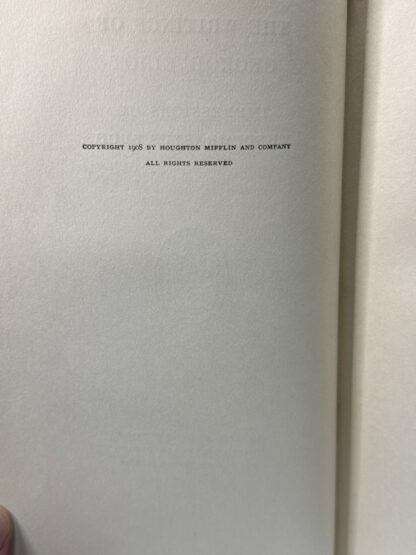 COPYRIGHT 1908 BY HOUGHTON MIFFLIN AND COMPANY
ALL RIGHTS RESERVED